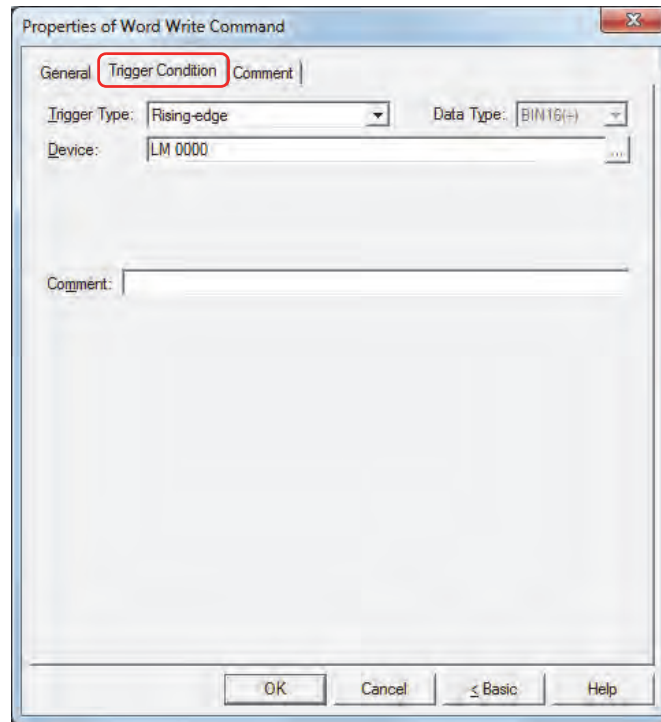 Properties of Word Write Command
General Trigger Condition Comment
Trigger Type: Rising-edge Data Type: BIN16(+)
Device: LM 0000 ...
Comment:
OK Cancel < Basic Help